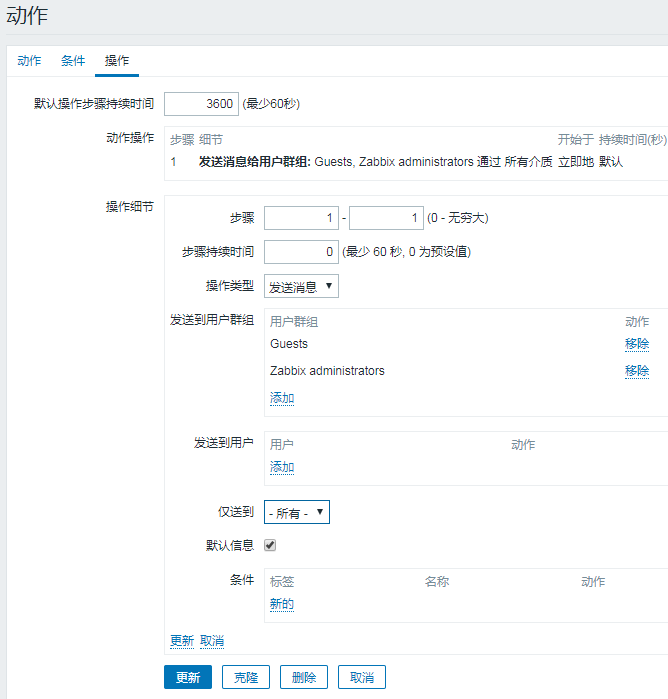 动作
动作 条件 操作
默认操作步骤持续时间 3600 (最少60秒)
动作操作 步骤 细节 开始于 持续时间(秒)
1 发送消息给用户群组: Guests, Zabbix administrators 通过 所有介质 立即地 默认
操作细节
步骤 1 - 1 (0 - 无穷大)
步骤持续时间 0 (最少 60 秒, 0 为预设值)
操作类型 发送消息
发送到用户群组 用户群组 动作
Guests 移除
Zabbix administrators 移除
添加
发送到用户 用户 动作
添加
仅送到 - 所有 -
默认信息
条件 标签 名称 动作
新的
更新 取消
更新 克隆 删除 取消